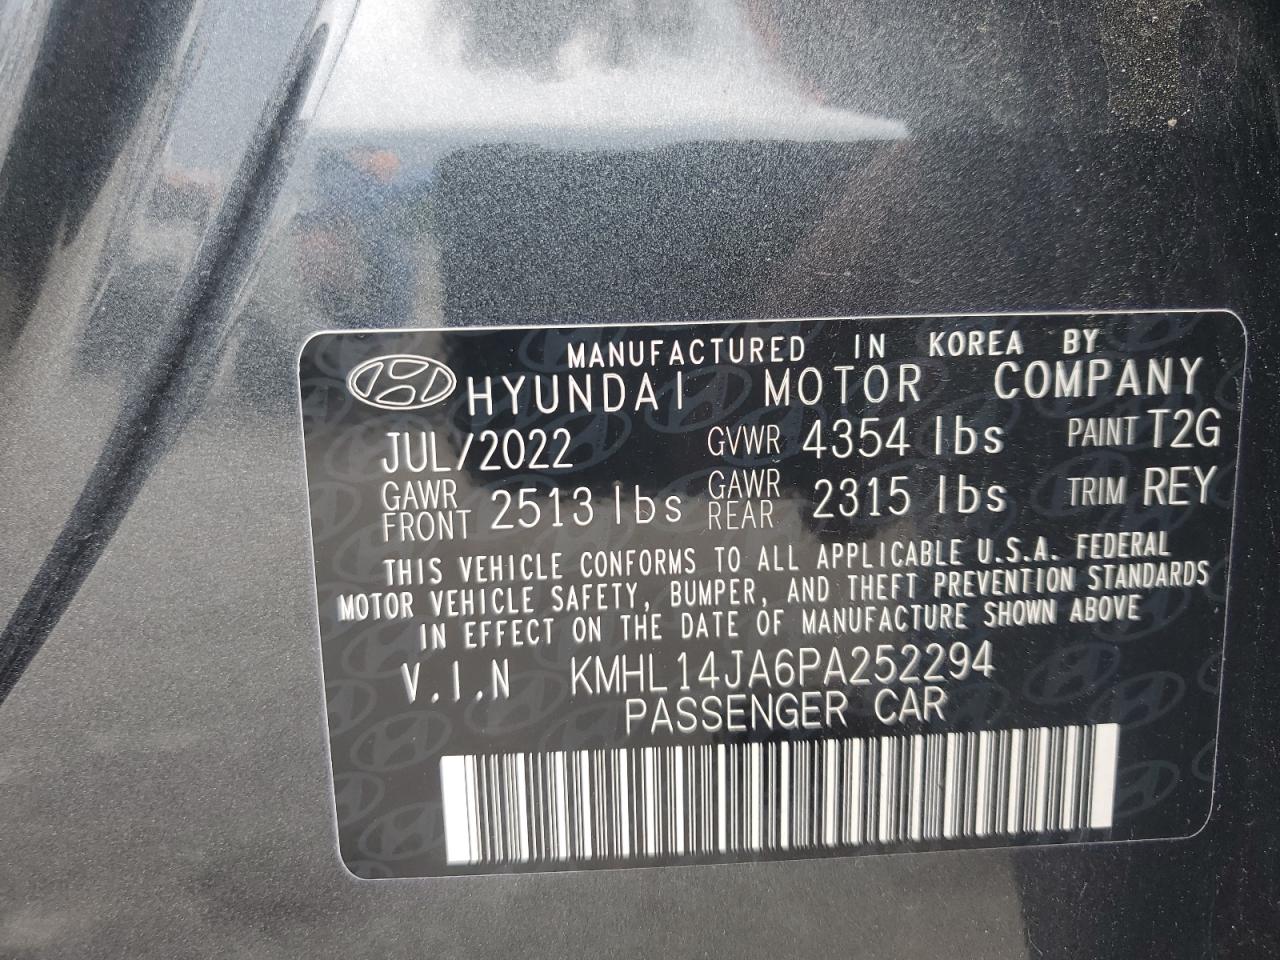 MANUFACTURED IN KOREA BY
HYUNDAI MOTOR COMPANY
JUL/2022 GVWR 4354 lbs PAINT T2G
GAWR FRONT 2513 lbs GAWR REAR 2315 lbs TRIM REY
THIS VEHICLE CONFORMS TO ALL APPLICABLE U.S.A. FEDERAL
MOTOR VEHICLE SAFETY, BUMPER, AND THEFT PREVENTION STANDARDS
IN EFFECT ON THE DATE OF MANUFACTURE SHOWN ABOVE
V.I.N KMHL14JA6PA252294
PASSENGER CAR